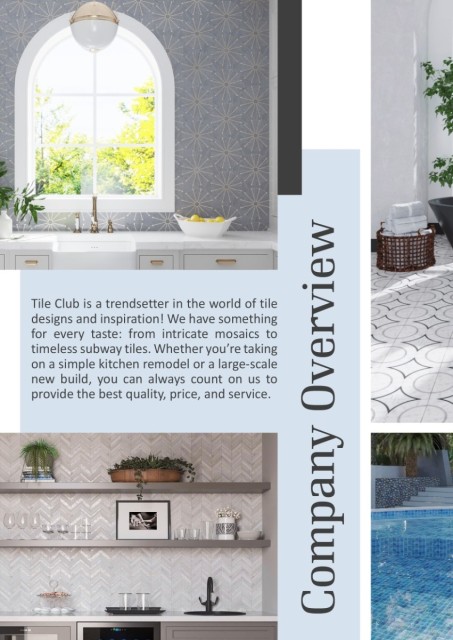 Tile Club is a trendsetter in the world of tile
designs and inspiration! We have something
for every taste: from intricate mosaics to
timeless subway tiles. Whether you’re taking
on a simple kitchen remodel or a large-scale
new build, you can always count on us to
provide the best quality, price, and service.
Company Overview